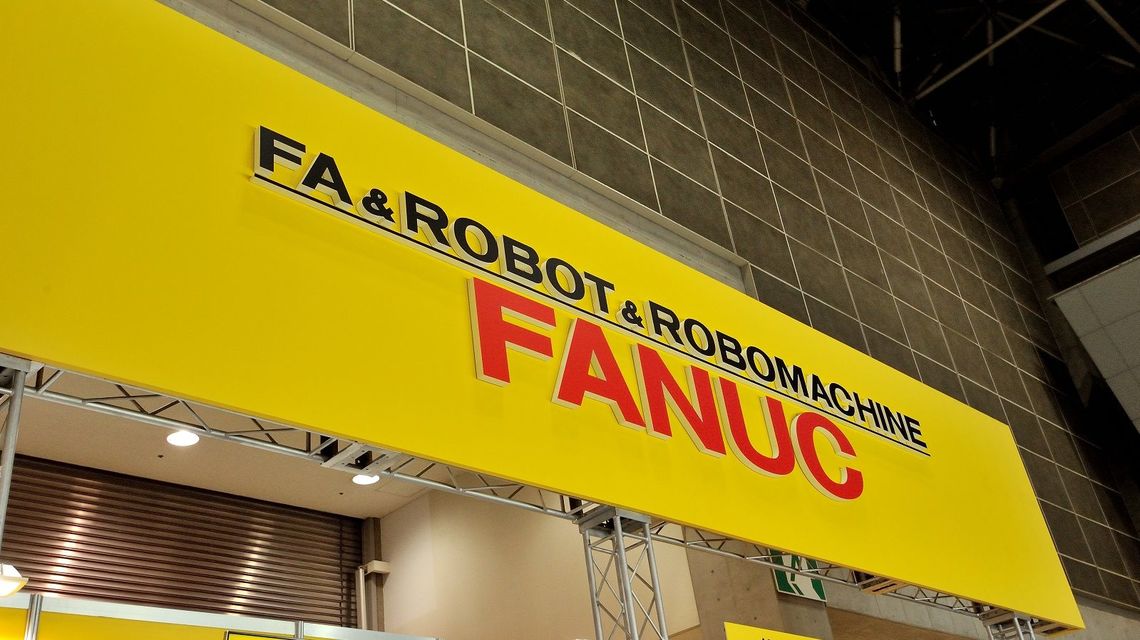 FA & ROBOT & ROBOMACHINE
FANUC